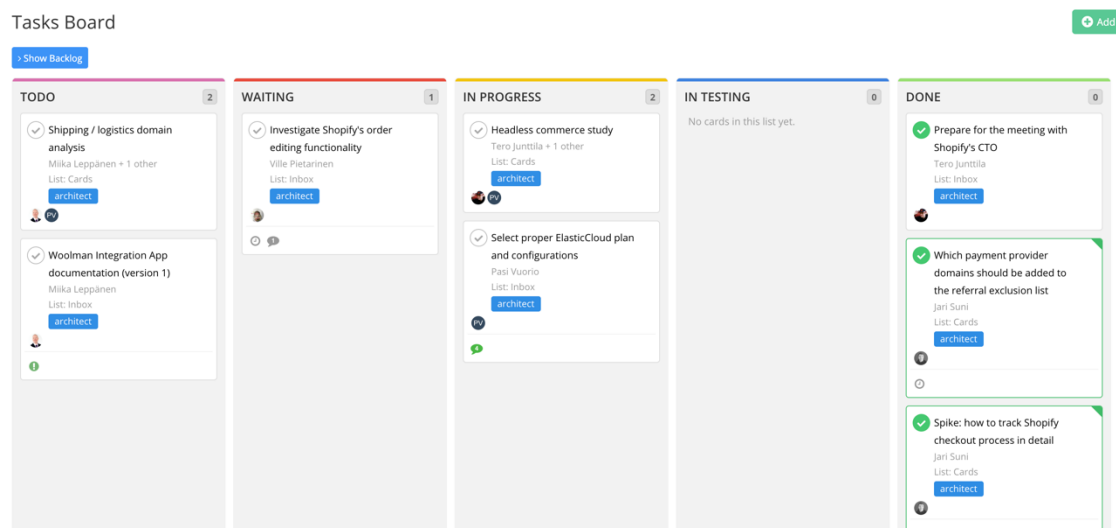 Tasks Board
Add
› Show Backlog
TODO
2
Shipping / logistics domain
analysis
Miika Leppänen + 1 other
List: Cards
architect
PV
Woolman Integration App
documentation (version 1)
Miika Leppänen
List: Inbox
architect
WAITING
1
Investigate Shopify's order
editing functionality
Ville Pietarinen
List: Inbox
architect
1
IN PROGRESS
2
Headless commerce study
Tero Junttila + 1 other
List: Cards
architect
PV
Select proper ElasticCloud plan
and configurations
Pasi Vuorio
List: Inbox
architect
PV
4
IN TESTING
0
No cards in this list yet.
DONE
0
Prepare for the meeting with
Shopify's CTO
Tero Junttila
List: Inbox
architect
Which payment provider
domains should be added to
the referral exclusion list
Jari Suni
List: Cards
architect
Spike: how to track Shopify
checkout process in detail
Jari Suni
List: Cards
architect